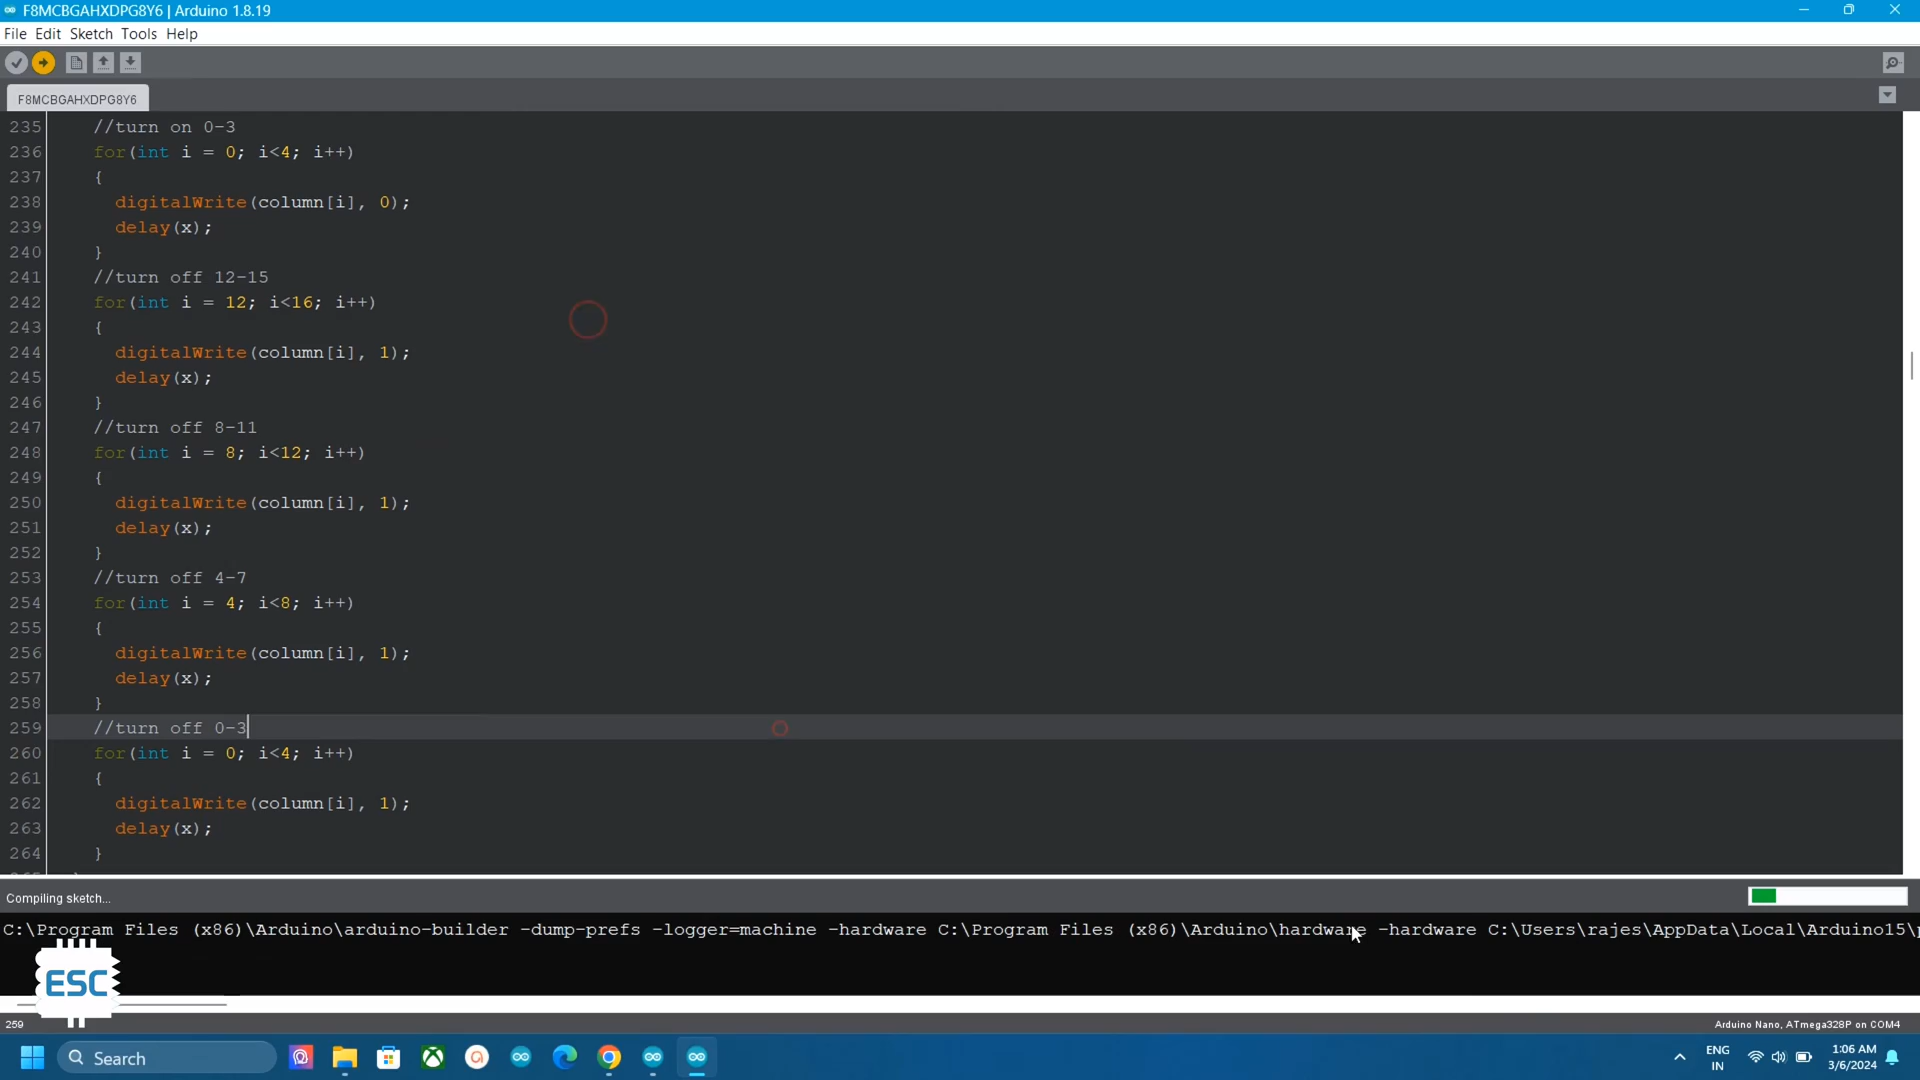 F8MCBGAHXDPG8Y6 | Arduino 1.8.19
File Edit Sketch Tools Help
F8MCBGAHXDPG8Y6
235 //turn on 0-3
236 for(int i = 0; i<4; i++)
237 {
238 digitalWrite(column[i], 0);
239 delay(x);
240 }
241 //turn off 12-15
242 for(int i = 12; i<16; i++)
243 {
244 digitalWrite(column[i], 1);
245 delay(x);
246 }
247 //turn off 8-11
248 for(int i = 8; i<12; i++)
249 {
250 digitalWrite(column[i], 1);
251 delay(x);
252 }
253 //turn off 4-7
254 for(int i = 4; i<8; i++)
255 {
256 digitalWrite(column[i], 1);
257 delay(x);
258 }
259 //turn off 0-3
260 for(int i = 0; i<4; i++)
261 {
262 digitalWrite(column[i], 1);
263 delay(x);
264 }
Compiling sketch...
C:\Program Files (x86)\Arduino\arduino-builder -dump-prefs -logger=machine -hardware C:\Program Files (x86)\Arduino\hardware -hardware C:\Users\rajes\AppData\Local\Arduino15\
ESC
259
Arduino Nano, ATmega328P on COM4
Search
ENG
IN
1:06 AM
3/6/2024